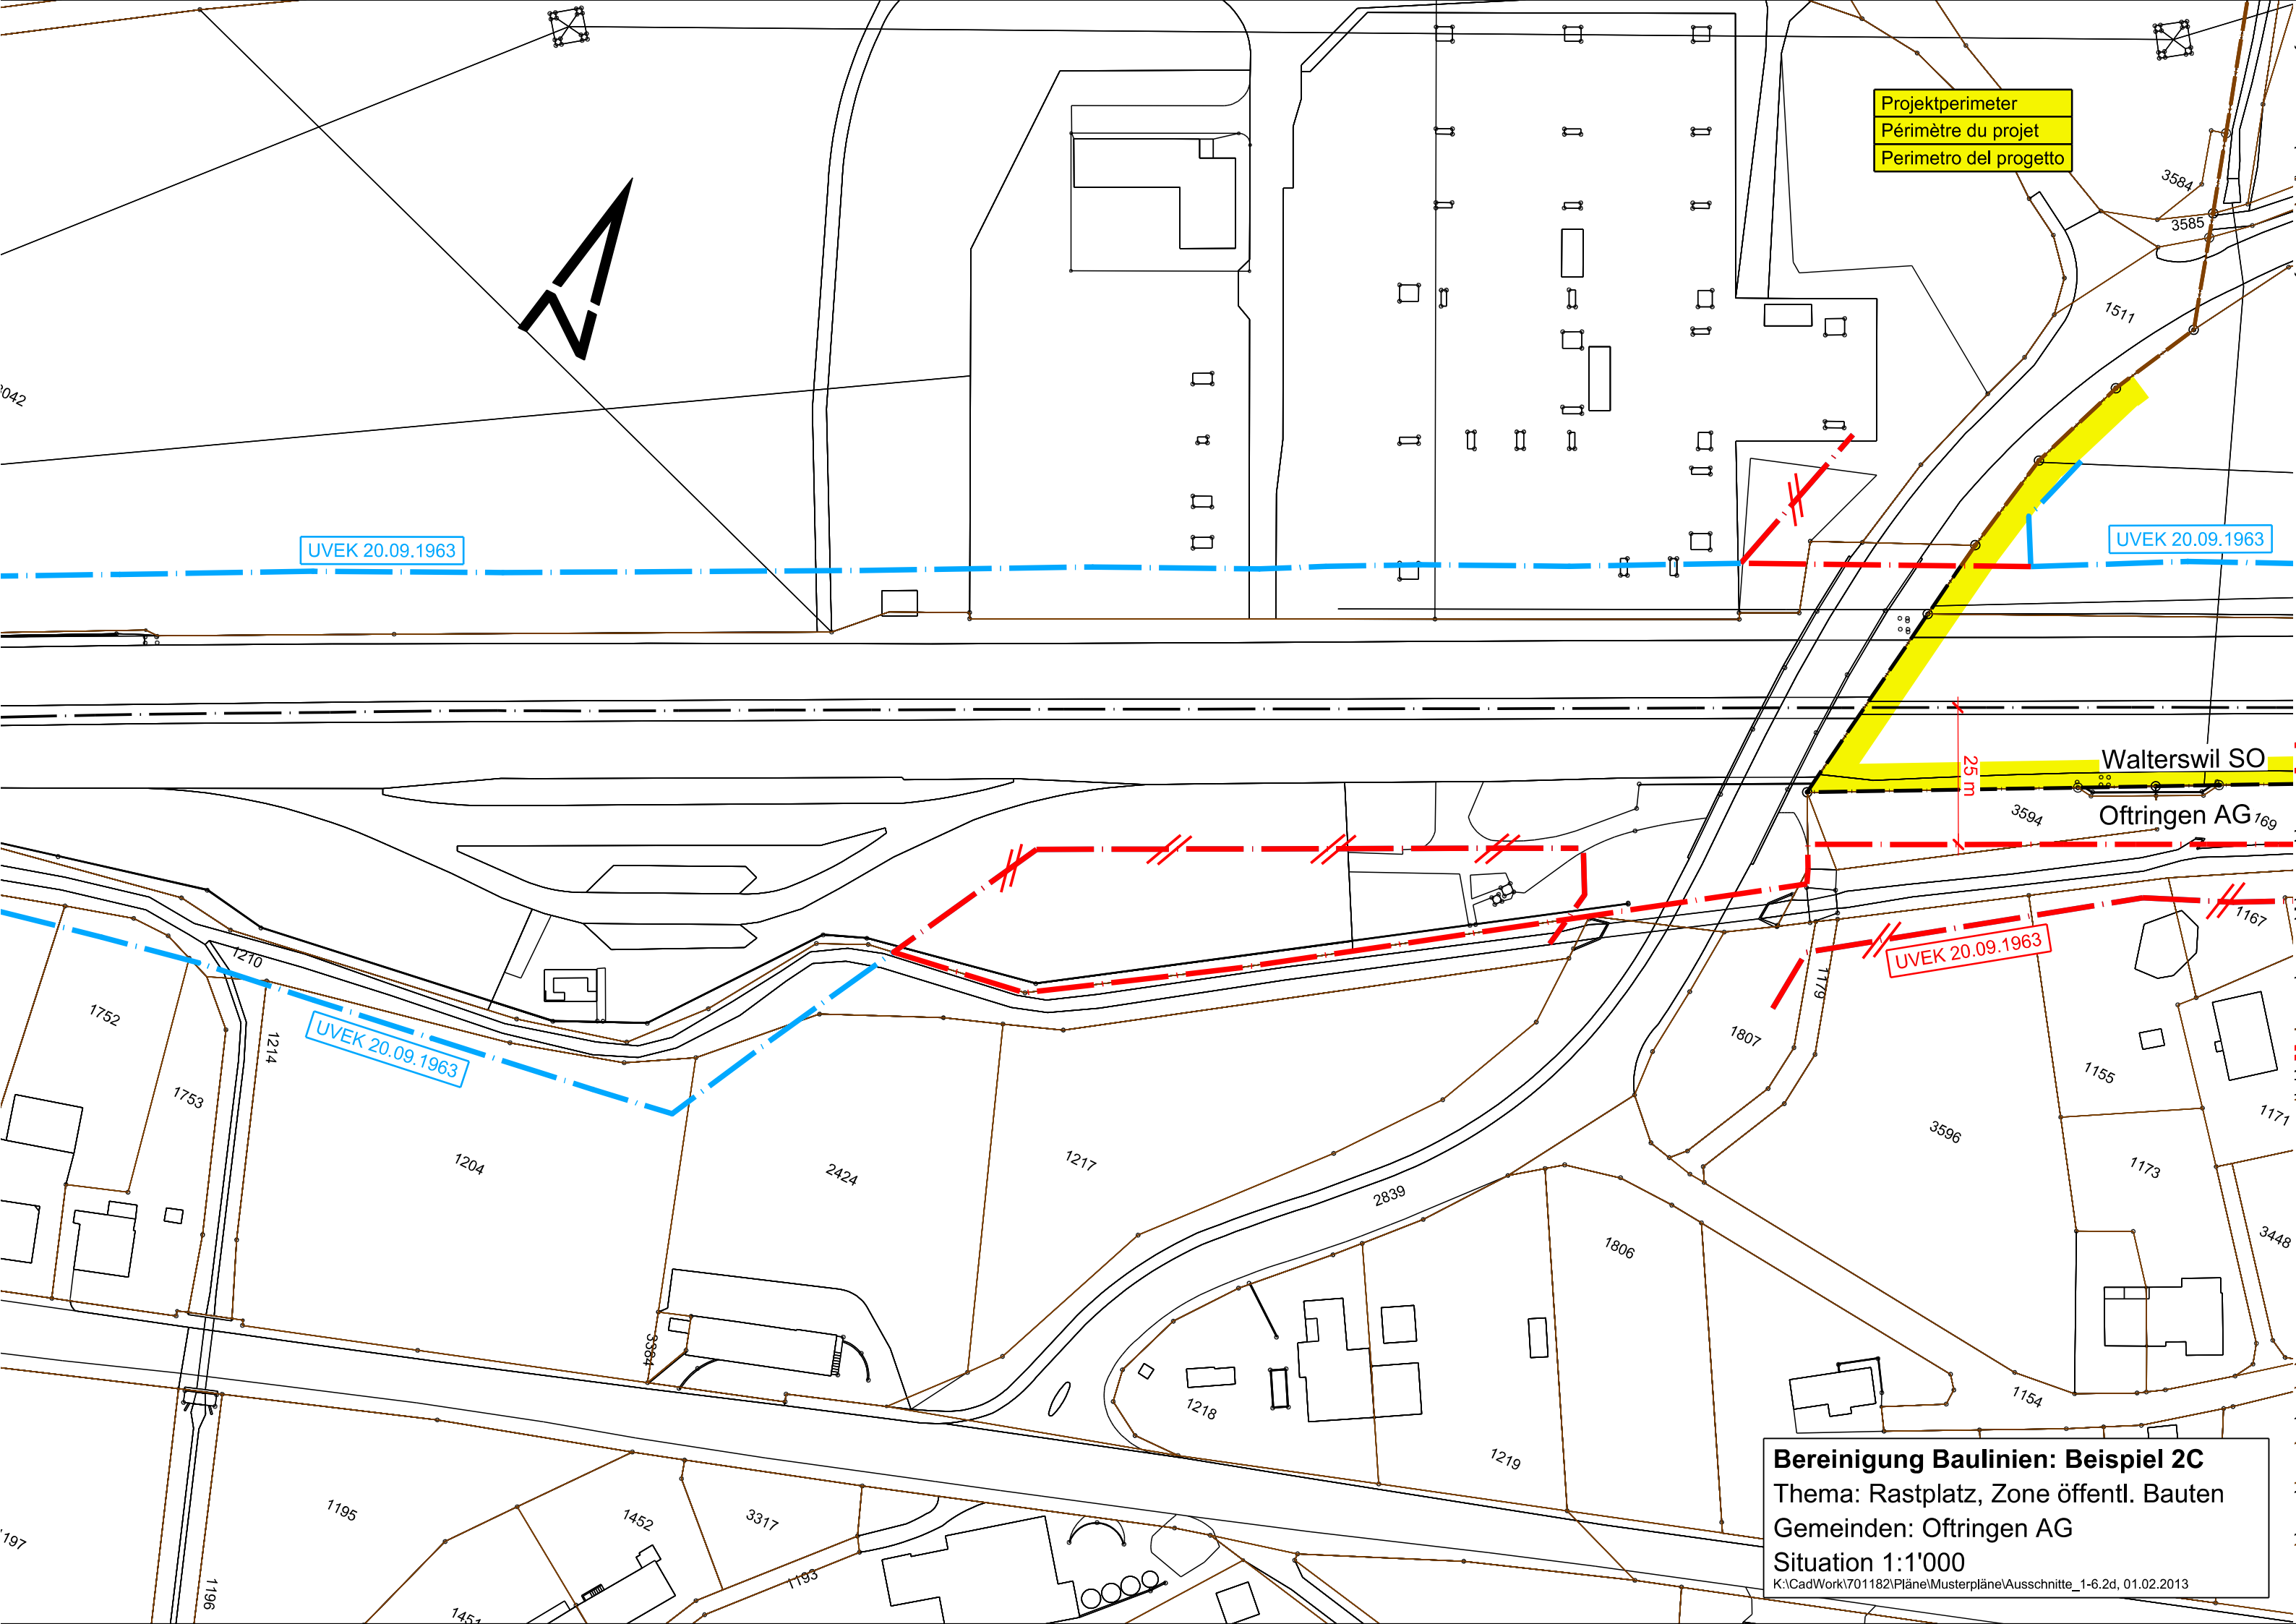 Projektperimeter
Périmètre du projet
Perimetro del progetto
3584
3585
1511
UVEK 20.09.1963
UVEK 20.09.1963
25 m
Walterswil SO
Oftringen AG
3594
169
1167
UVEK 20.09.1963
1210
1752
1214
UVEK 20.09.1963
1753
1179
1807
1155
1171
1204
2424
1217
3596
1173
2839
1806
3448
3384
1218
1154
1219
1195
1452
3317
1193
1196
Bereinigung Baulinien: Beispiel 2C
Thema: Rastplatz, Zone öffentl. Bauten
Gemeinden: Oftringen AG
Situation 1:1'000
K:\CadWork\701182\Pläne\Musterpläne\Ausschnitte_1-6.2d, 01.02.2013